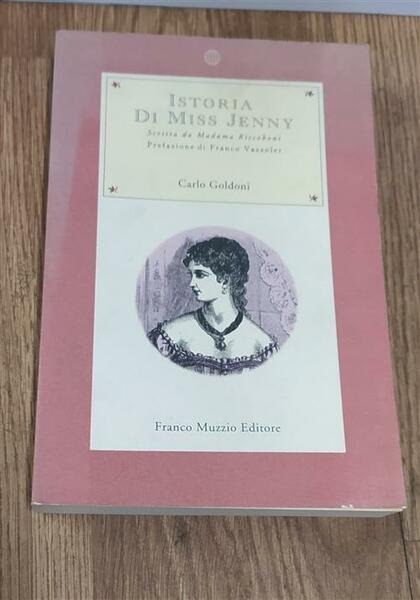 ISTORIA
DI MISS JENNY
Scritta da Madama Riccoboni
Prefazione di Franco Vazzoler
Carlo Goldoni
Franco Muzzio Editore